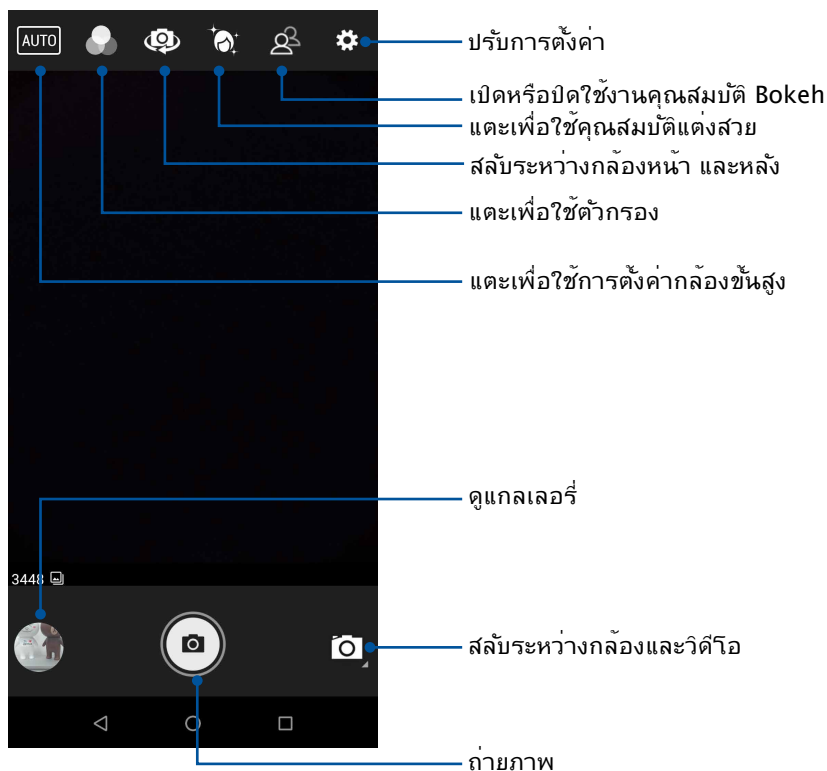 AUTO
ปรับการตั้งค่า
เปิดหรือปิดใช้งานคุณสมบัติ Bokeh
แตะเพื่อใช้คุณสมบัติแต่งสวย
สลับระหว่างกล้องหน้า และหลัง
แตะเพื่อใช้ตัวกรอง
แตะเพื่อใช้การตั้งค่ากล้องขั้นสูง
ดูแกลเลอรี่
3448
สลับระหว่างกล้องและวิดีโอ
ถ่ายภาพ